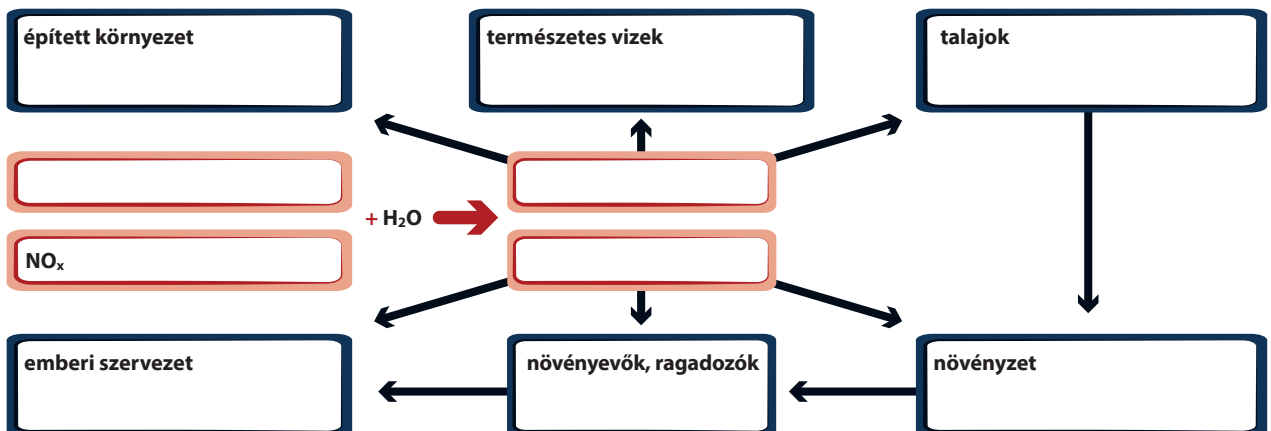 épített környezet
természetes vizek
talajok
+ H₂O
NOₓ
emberi szervezet
növényevők, ragadozók
növényzet